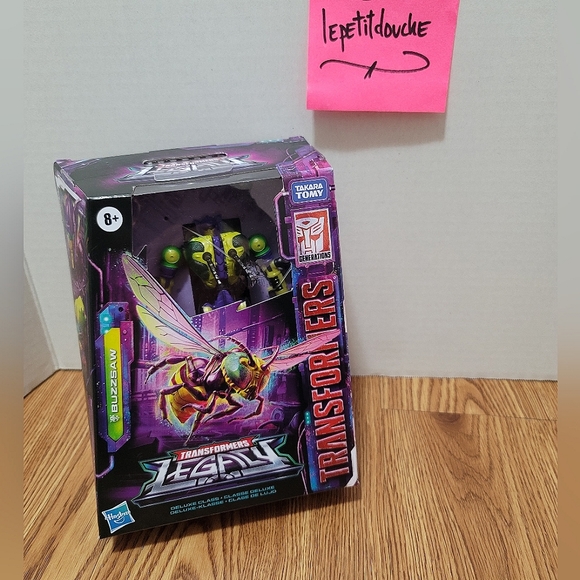 lepetitdouche
TAKARA
TOMY
8+
GENERATIONS
TRANSFORMERS
BUZZSAW
TRANSFORMERS
LEGACY
DELUXE CLASS • CLASSE DELUXE
DELUXE-KLASSE • CLASE DE LUJO
Hasbro